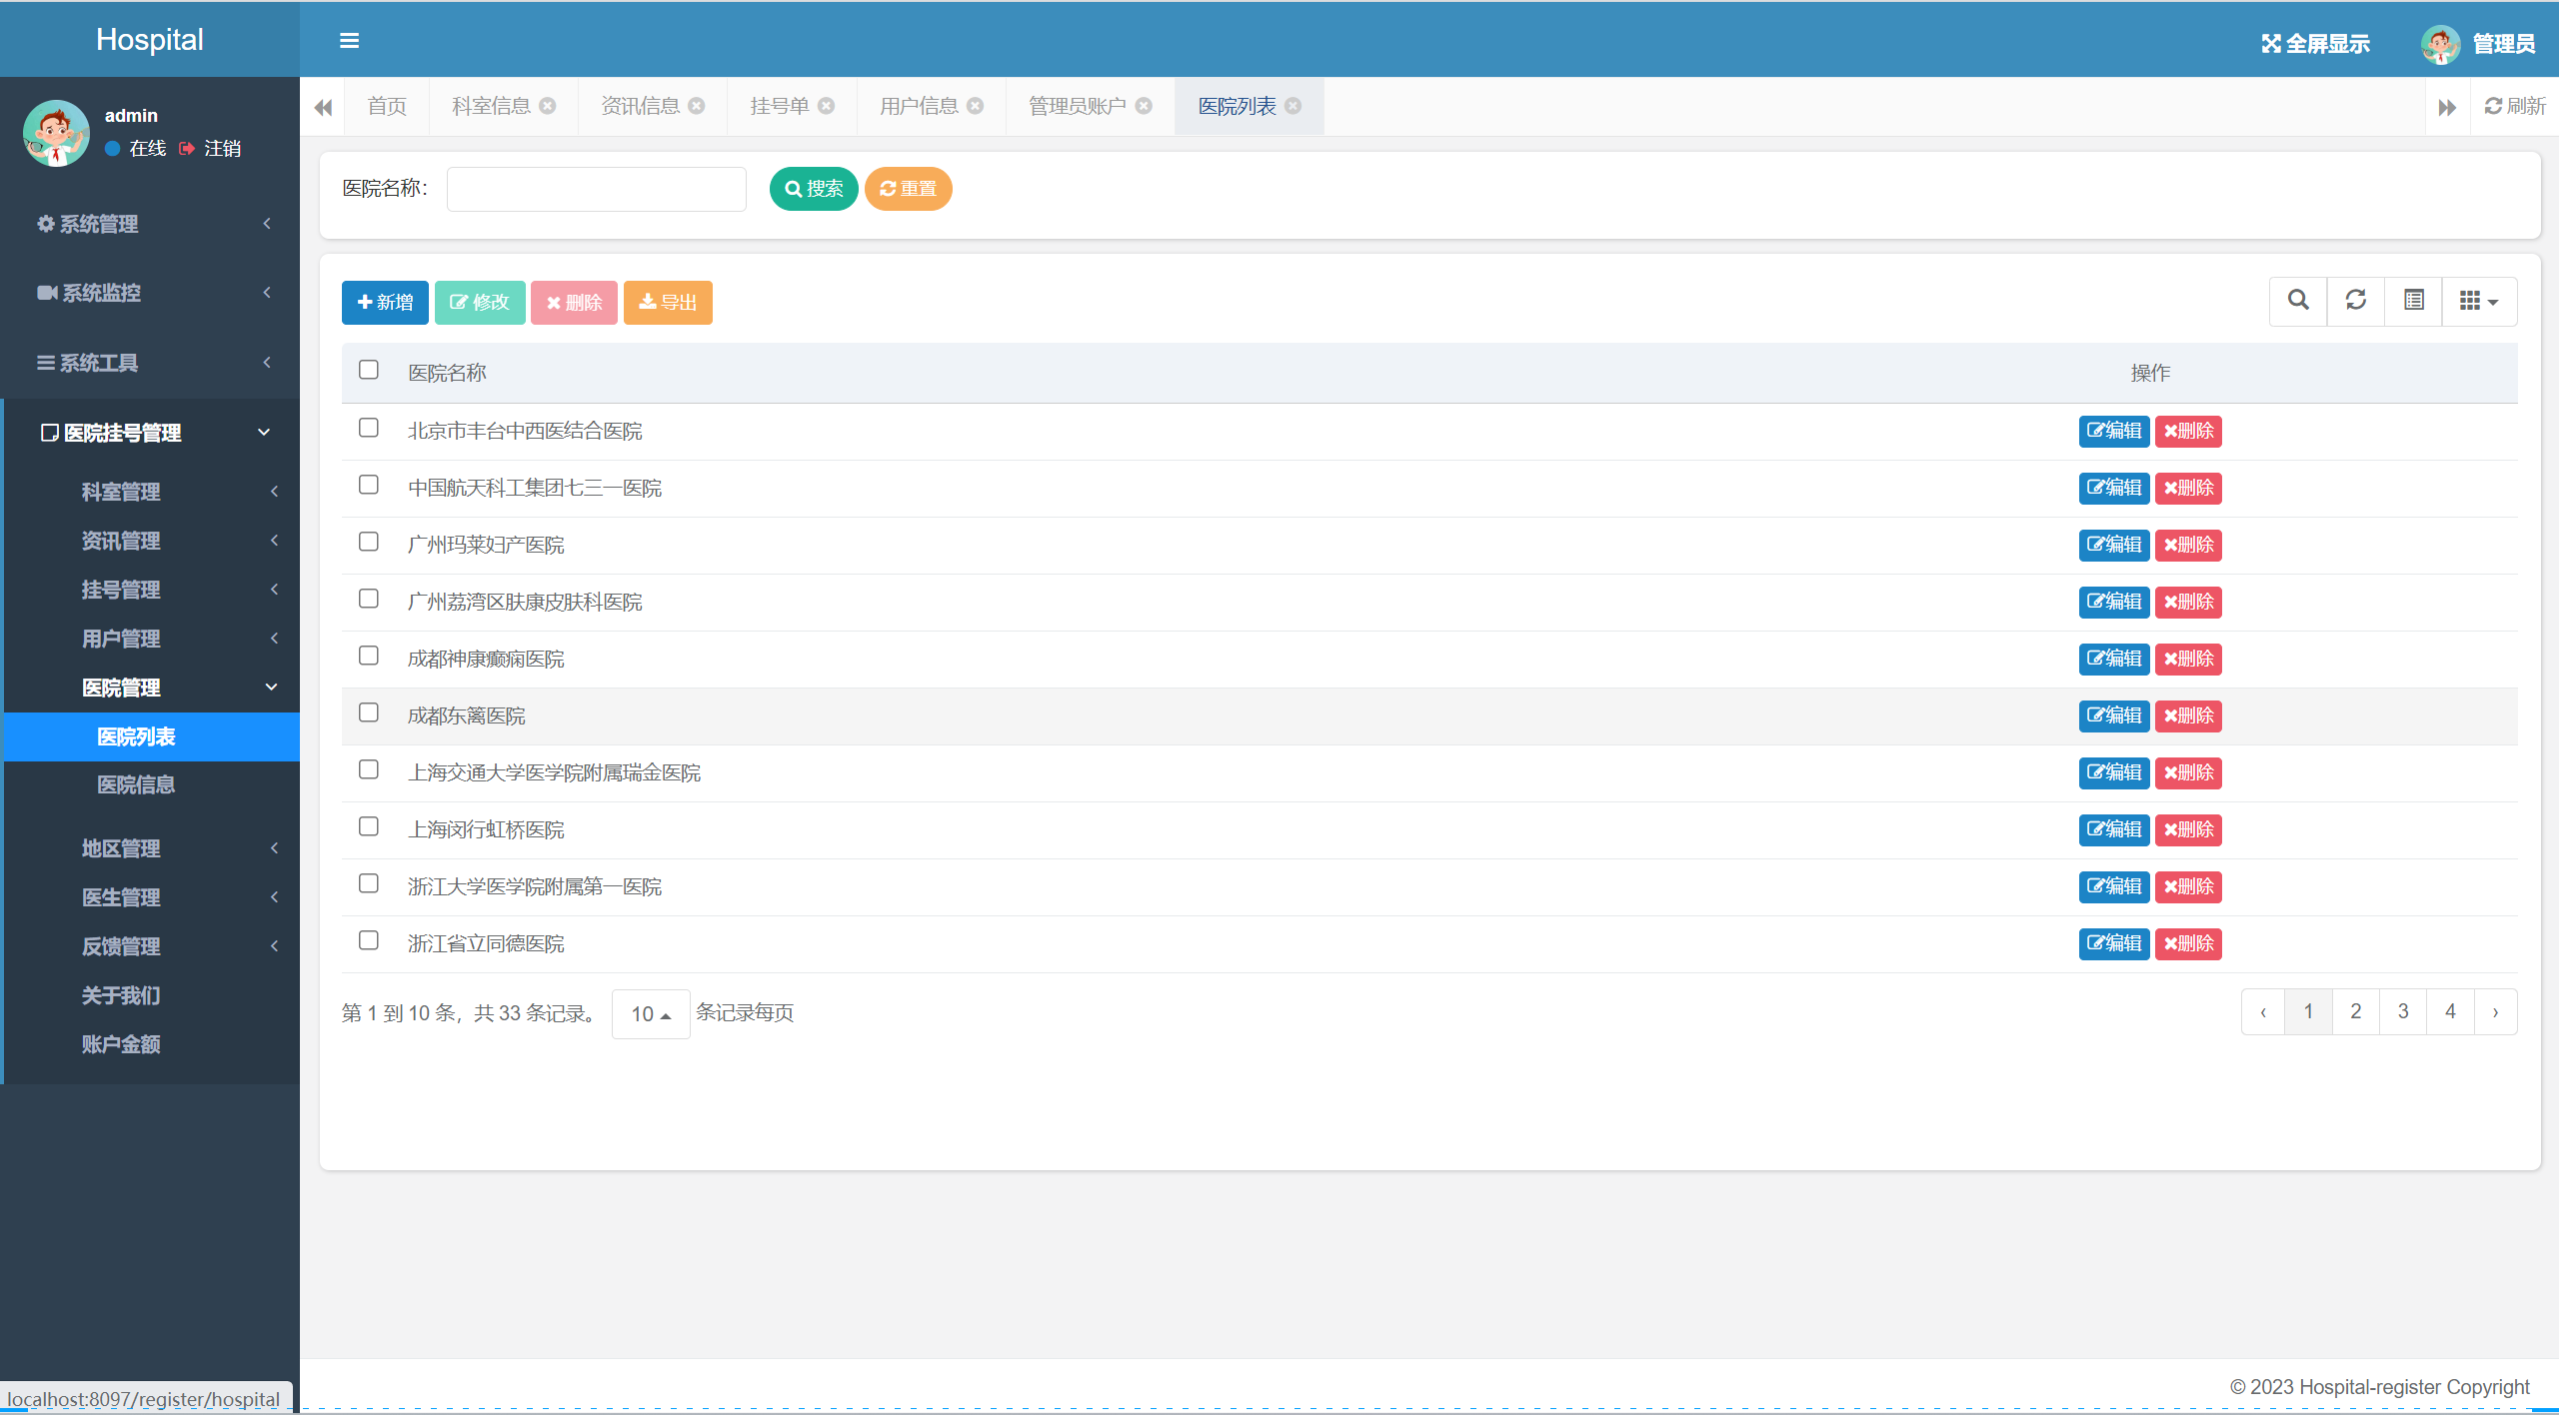 Hospital
全屏显示
管理员
admin
在线 注销
首页
科室信息
资讯信息
挂号单
用户信息
管理员账户
医院列表
刷新
系统管理
系统监控
系统工具
医院挂号管理
科室管理
资讯管理
挂号管理
用户管理
医院管理
医院列表
医院信息
地区管理
医生管理
反馈管理
关于我们
账户金额
医院名称：
搜索
重置
新增
修改
删除
导出
医院名称 操作
北京市丰台中西医结合医院 编辑 删除
中国航天科工集团七三一医院 编辑 删除
广州玛莱妇产医院 编辑 删除
广州荔湾区肤康皮肤科医院 编辑 删除
成都神康癫痫医院 编辑 删除
成都东篱医院 编辑 删除
上海交通大学医学院附属瑞金医院 编辑 删除
上海闵行虹桥医院 编辑 删除
浙江大学医学院附属第一医院 编辑 删除
浙江省立同德医院 编辑 删除
第 1 到 10 条，共 33 条记录。 10 条记录每页
‹ 1 2 3 4 ›
© 2023 Hospital-register Copyright
localhost:8097/register/hospital